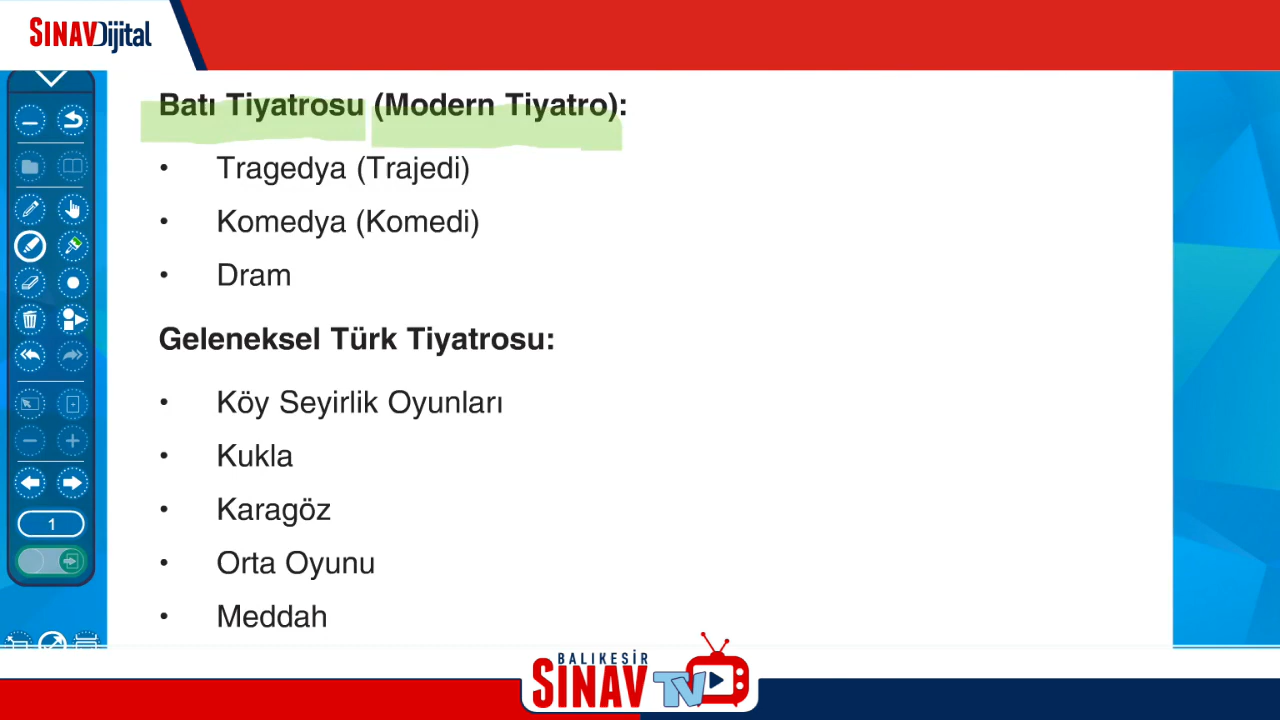 SINAVDijital
Batı Tiyatrosu (Modern Tiyatro):
• Tragedya (Trajedi)
• Komedya (Komedi)
• Dram
Geleneksel Türk Tiyatrosu:
• Köy Seyirlik Oyunları
• Kukla
• Karagöz
• Orta Oyunu
• Meddah
1
BALIKESİR
SINAV TV